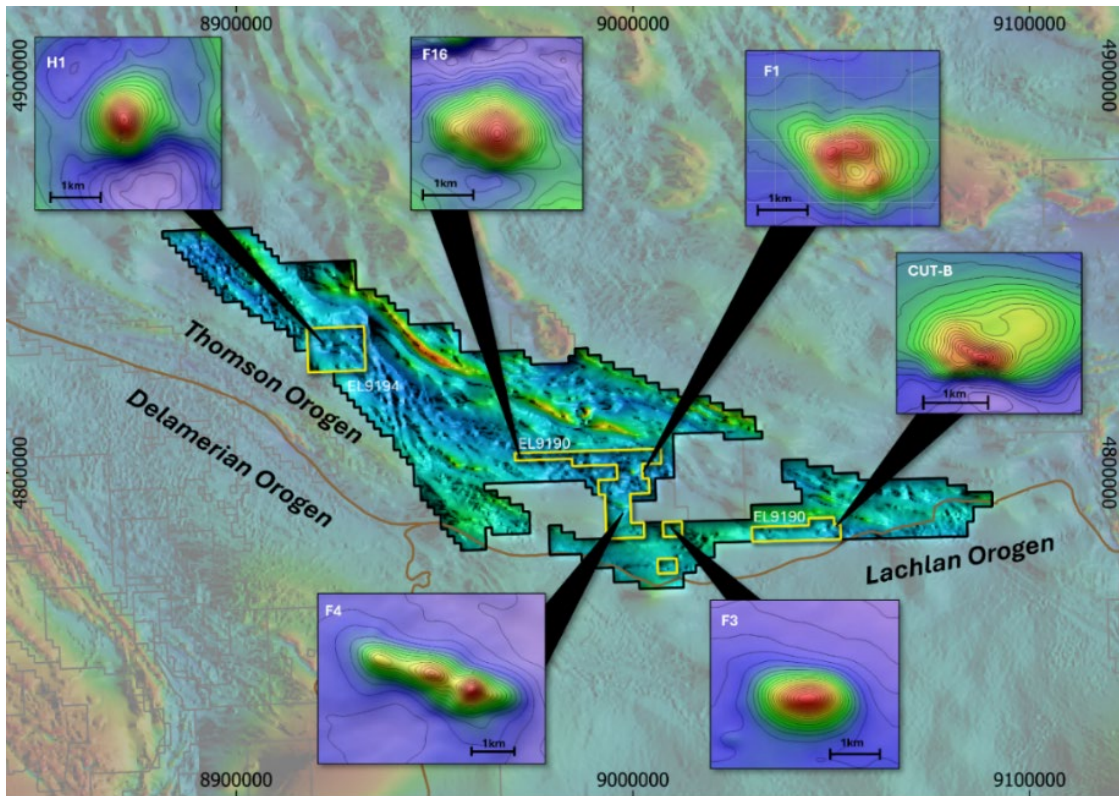 8900000
9000000
9100000
4900000
4900000
H1
1km
F16
1km
F1
1km
CUT-B
1km
Thomson Orogen
Delamerian Orogen
EL9194
EL9190
4800000
4800000
EL9190
Lachlan Orogen
F4
1km
F3
1km
8900000
9000000
9100000